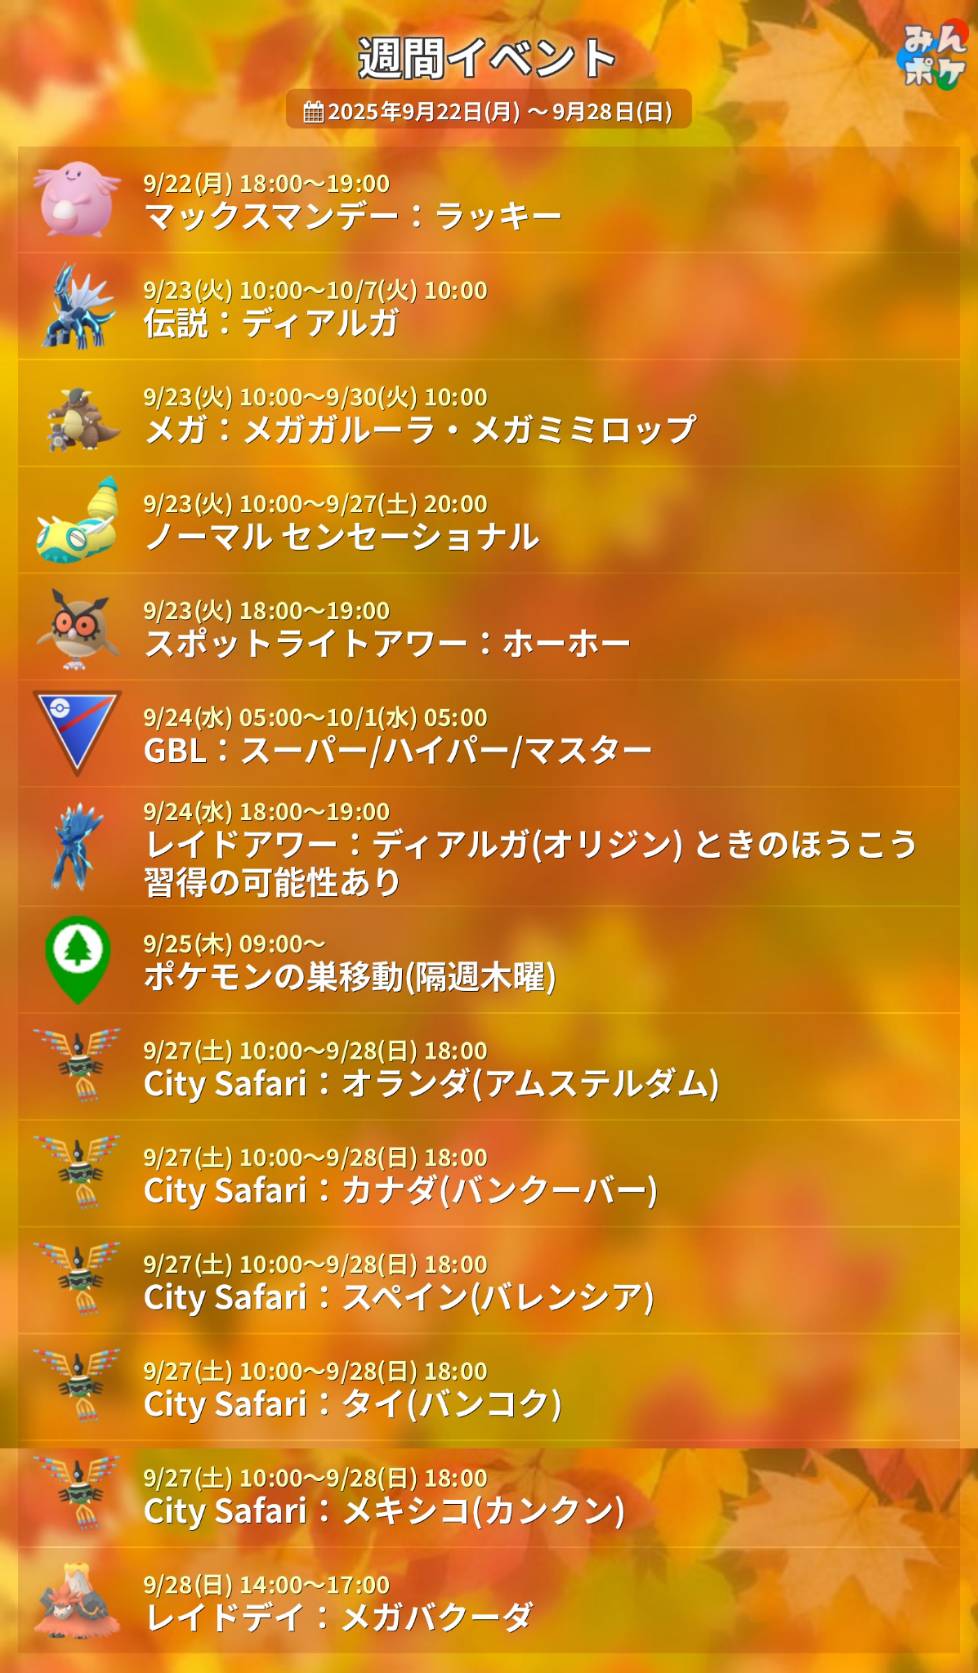 週間イベント
みん
ポケ
2025年9月22日(月) ～ 9月28日(日)
9/22(月) 18:00～19:00
マックスマンデー：ラッキー
9/23(火) 10:00～10/7(火) 10:00
伝説：ディアルガ
9/23(火) 10:00～9/30(火) 10:00
メガ：メガガルーラ・メガミミロップ
9/23(火) 10:00～9/27(土) 20:00
ノーマル センセーショナル
9/23(火) 18:00～19:00
スポットライトアワー：ホーホー
9/24(水) 05:00～10/1(水) 05:00
GBL：スーパー/ハイパー/マスター
9/24(水) 18:00～19:00
レイドアワー：ディアルガ(オリジン) ときのほうこう
習得の可能性あり
9/25(木) 09:00～
ポケモンの巣移動(隔週木曜)
9/27(土) 10:00～9/28(日) 18:00
City Safari：オランダ(アムステルダム)
9/27(土) 10:00～9/28(日) 18:00
City Safari：カナダ(バンクーバー)
9/27(土) 10:00～9/28(日) 18:00
City Safari：スペイン(バレンシア)
9/27(土) 10:00～9/28(日) 18:00
City Safari：タイ(バンコク)
9/27(土) 10:00～9/28(日) 18:00
City Safari：メキシコ(カンクン)
9/28(日) 14:00～17:00
レイドデイ：メガバクーダ